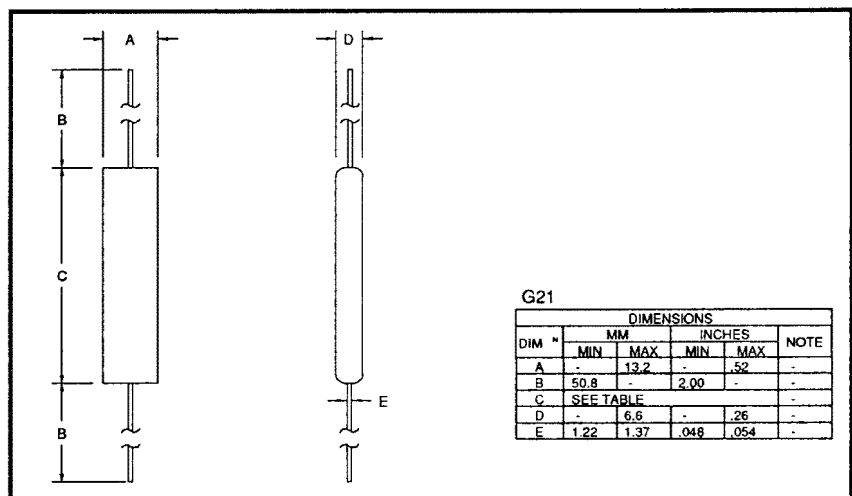 A
D
B
C
B
E
G21
DIMENSIONS
DIM N MM INCHES NOTE
MIN MAX MIN MAX
A - 13.2 - .52 -
B 50.8 - 2.00 - -
C SEE TABLE -
D - 6.6 - .26 -
E 1.22 1.37 .048 .054 -